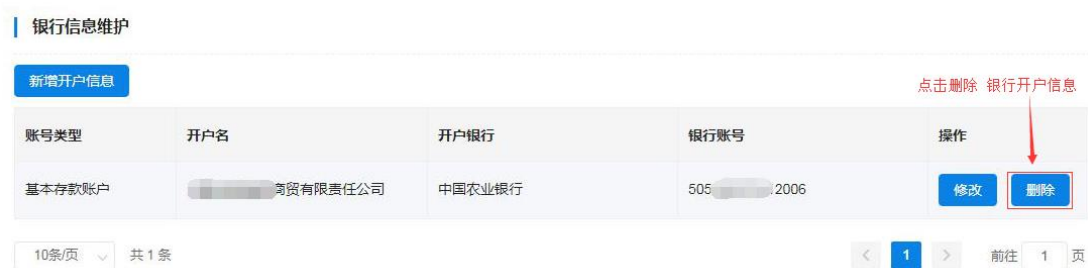 银行信息维护
新增开户信息
点击删除 银行开户信息
账号类型 开户名 开户银行 银行账号 操作
基本存款账户 商贸有限责任公司 中国农业银行 505 2006 修改 删除
10条/页 共 1 条 < 1 > 前往 1 页